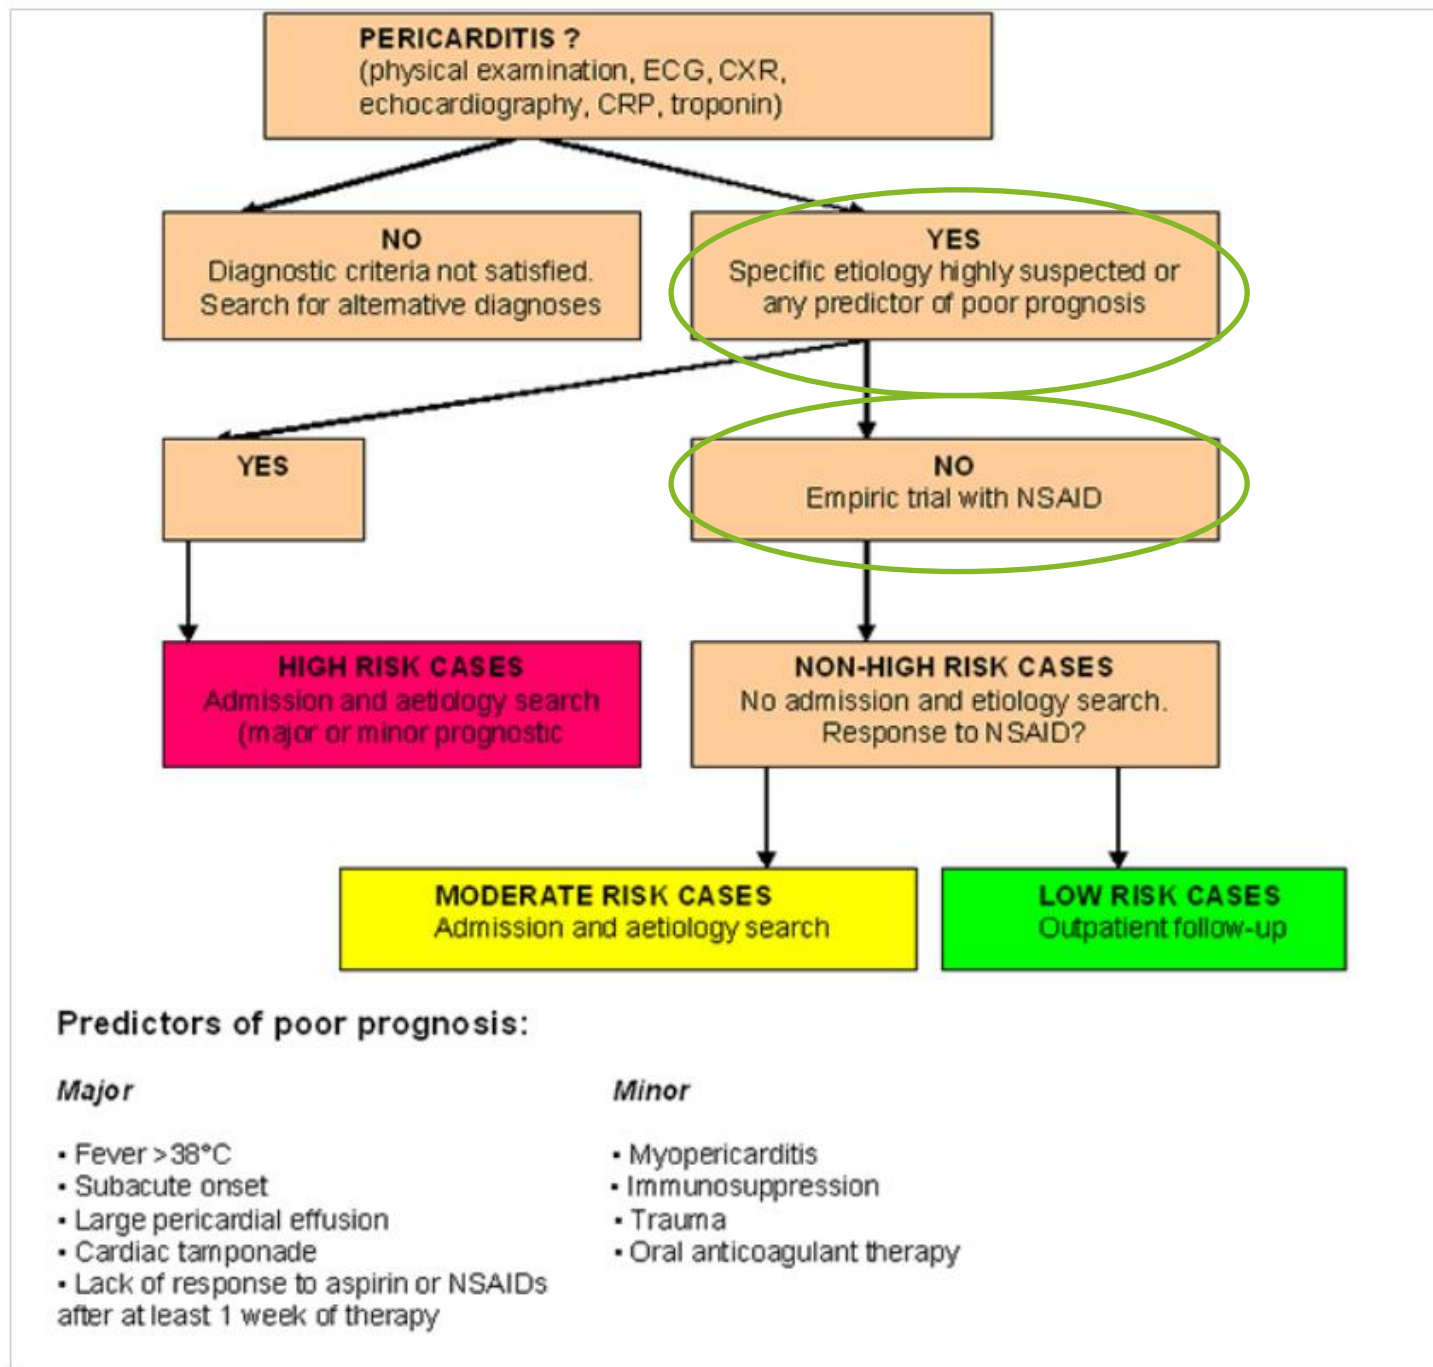 PERICARDITIS ?
(physical examination, ECG, CXR,
echocardiography, CRP, troponin)
NO
Diagnostic criteria not satisfied.
Search for alternative diagnoses
YES
Specific etiology highly suspected or
any predictor of poor prognosis
YES
NO
Empiric trial with NSAID
HIGH RISK CASES
Admission and aetiology search
(major or minor prognostic
NON-HIGH RISK CASES
No admission and etiology search.
Response to NSAID?
MODERATE RISK CASES
Admission and aetiology search
LOW RISK CASES
Outpatient follow-up
Predictors of poor prognosis:
Major
▪ Fever >38°C
▪ Subacute onset
▪ Large pericardial effusion
▪ Cardiac tamponade
▪ Lack of response to aspirin or NSAIDs
after at least 1 week of therapy
Minor
▪ Myopericarditis
▪ Immunosuppression
▪ Trauma
▪ Oral anticoagulant therapy